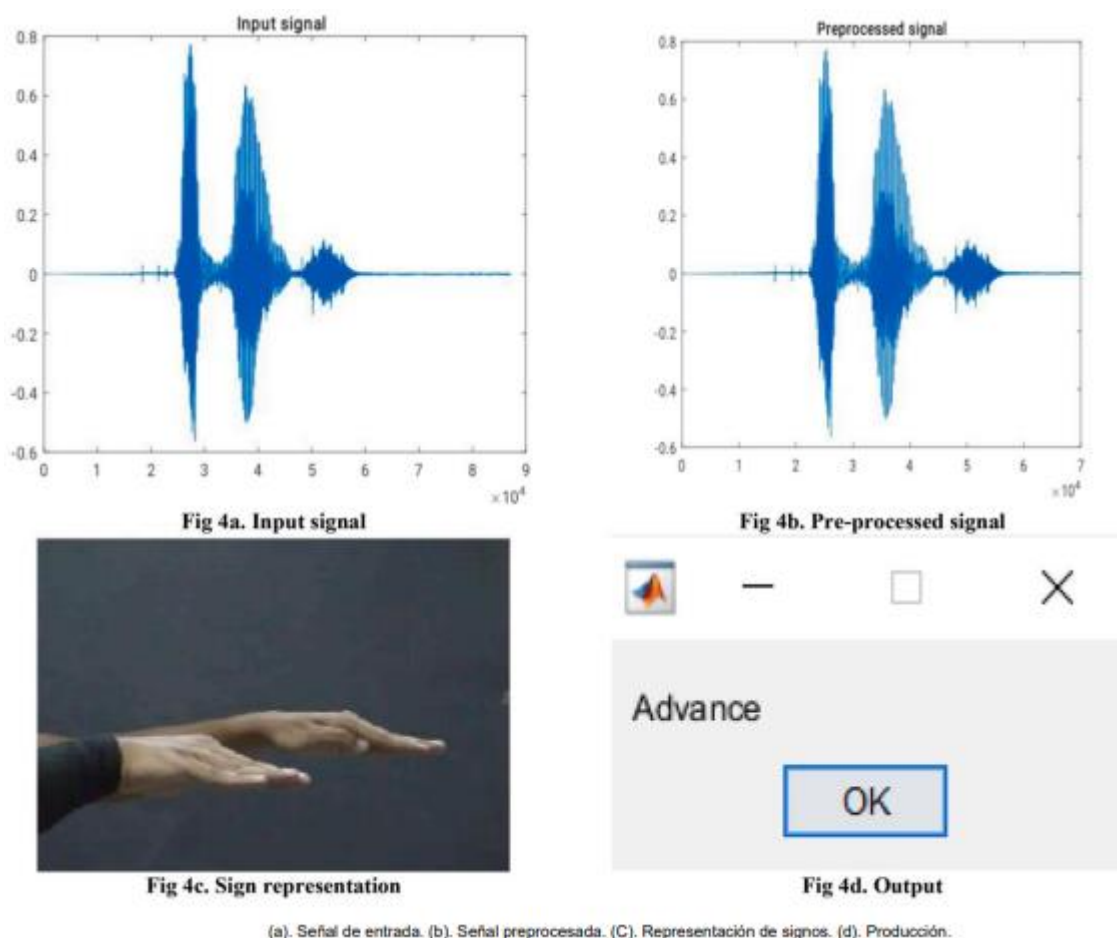 Input signal
0.8
0.6
0.4
0.2
0
-0.2
-0.4
-0.6
0 1 2 3 4 5 6 7 8 9
×10^4
Fig 4a. Input signal
Preprocessed signal
0.8
0.6
0.4
0.2
0
-0.2
-0.4
-0.6
0 1 2 3 4 5 6 7
×10^4
Fig 4b. Pre-processed signal
Fig 4c. Sign representation
Advance
OK
Fig 4d. Output
(a). Señal de entrada. (b). Señal preprocesada. (C). Representación de signos. (d). Producción.